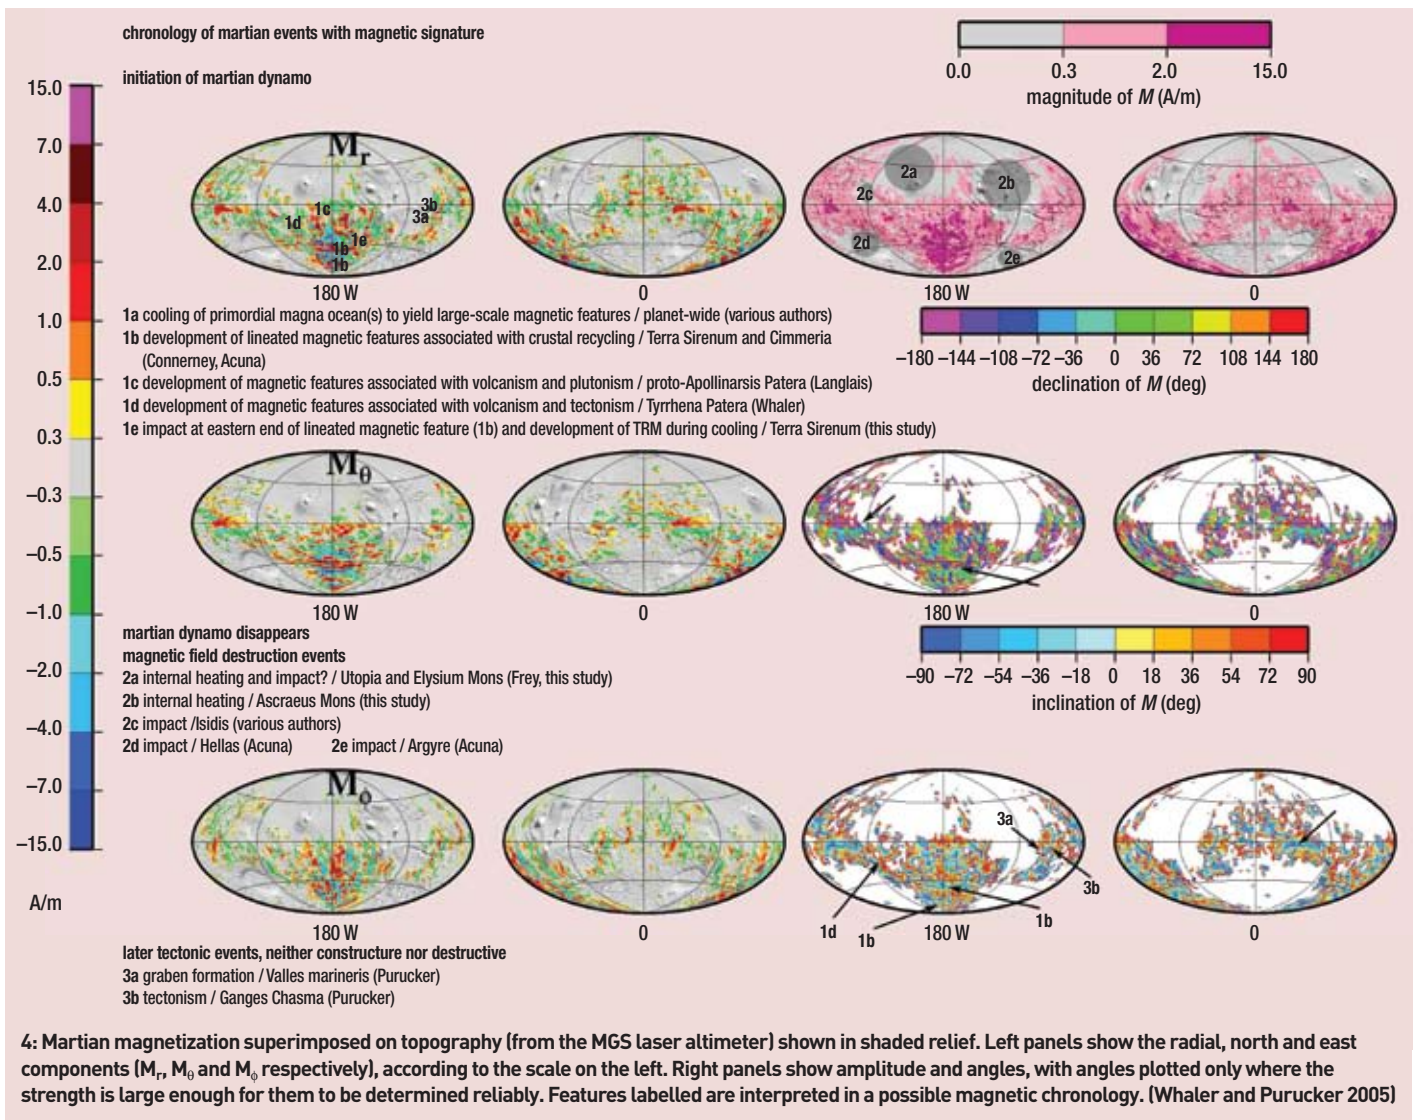 chronology of martian events with magnetic signature
initiation of martian dynamo
0.0 0.3 2.0 15.0
magnitude of M (A/m)
15.0
7.0
4.0
2.0
1.0
0.5
0.3
–0.3
–0.5
–1.0
–2.0
–4.0
–7.0
–15.0
A/m
Mr
1c
1d
1e
1b
1b
3b
3a
2a
2b
2c
2d
2e
180 W 0 180 W 0
1a cooling of primordial magna ocean(s) to yield large-scale magnetic features / planet-wide (various authors)
1b development of lineated magnetic features associated with crustal recycling / Terra Sirenum and Cimmeria
(Connerney, Acuna)
1c development of magnetic features associated with volcanism and plutonism / proto-Apollinarsis Patera (Langlais)
1d development of magnetic features associated with volcanism and tectonism / Tyrrhena Patera (Whaler)
1e impact at eastern end of lineated magnetic feature (1b) and development of TRM during cooling / Terra Sirenum (this study)
–180 –144 –108 –72 –36 0 36 72 108 144 180
declination of M (deg)
Mθ
180 W 0 180 W 0
martian dynamo disappears
magnetic field destruction events
2a internal heating and impact? / Utopia and Elysium Mons (Frey, this study)
2b internal heating / Ascraeus Mons (this study)
2c impact /Isidis (various authors)
2d impact / Hellas (Acuna) 2e impact / Argyre (Acuna)
–90 –72 –54 –36 –18 0 18 36 54 72 90
inclination of M (deg)
Mϕ
3a
3b
1d
1b
1b
180 W 0 180 W 0
later tectonic events, neither constructure nor destructive
3a graben formation / Valles marineris (Purucker)
3b tectonism / Ganges Chasma (Purucker)
4: Martian magnetization superimposed on topography (from the MGS laser altimeter) shown in shaded relief. Left panels show the radial, north and east
components (Mr, Mθ and Mϕ respectively), according to the scale on the left. Right panels show amplitude and angles, with angles plotted only where the
strength is large enough for them to be determined reliably. Features labelled are interpreted in a possible magnetic chronology. (Whaler and Purucker 2005)